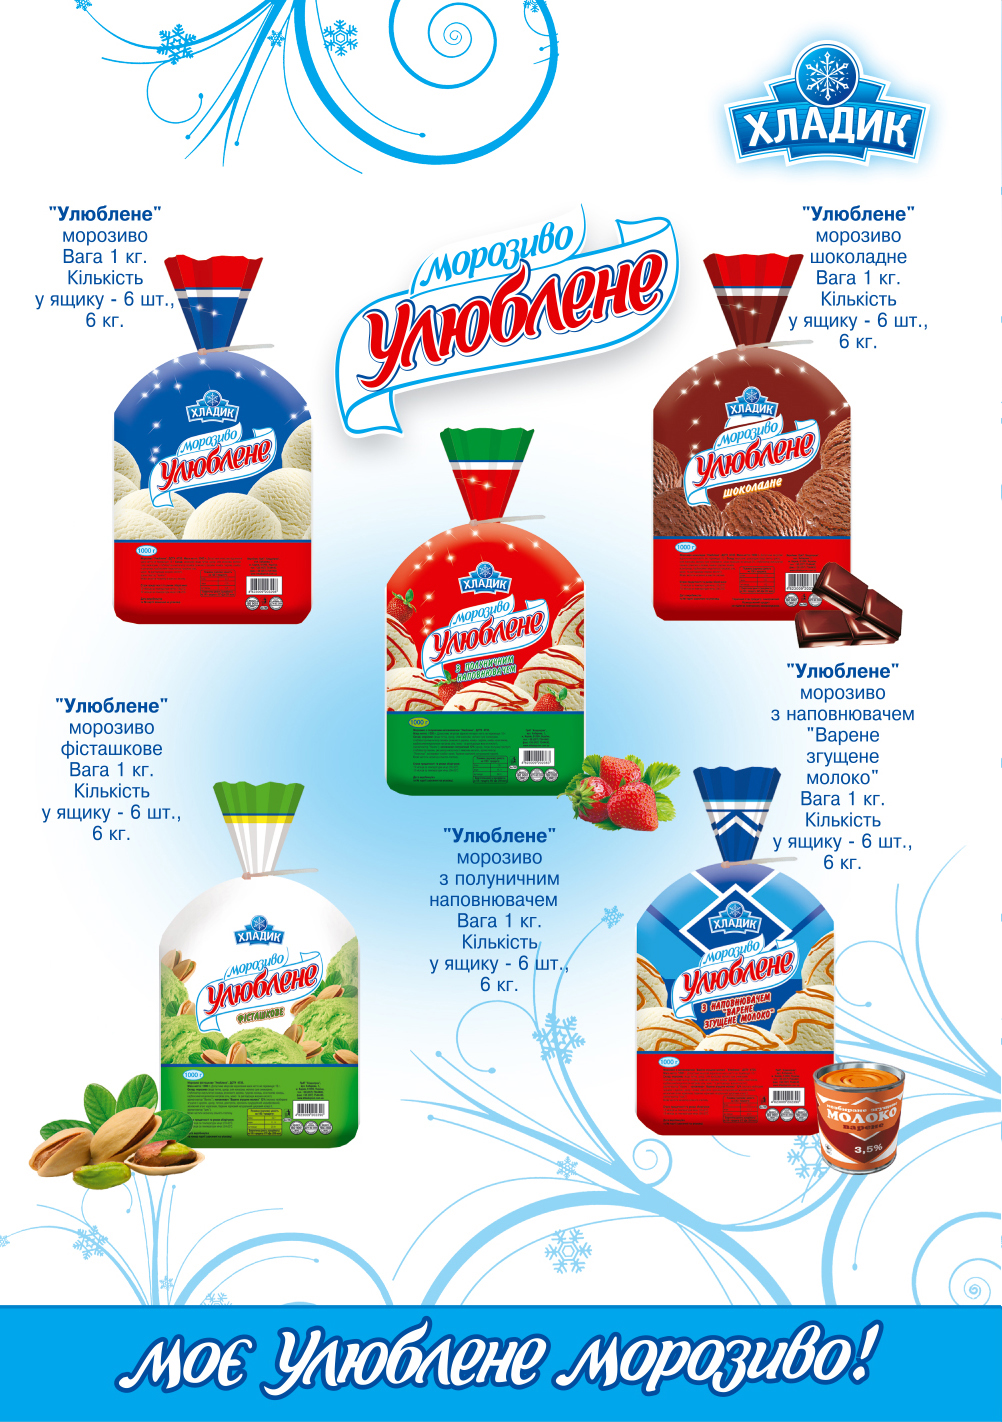 ХЛАДИК
"Улюблене"
морозиво
Вага 1 кг.
Кількість
у ящику - 6 шт.,
6 кг.
морозиво
Улюблене
"Улюблене"
морозиво
шоколадне
Вага 1 кг.
Кількість
у ящику - 6 шт.,
6 кг.
ХЛАДИК
морозиво
Улюблене
1000 г
ХЛАДИК
морозиво
Улюблене
шоколадне
1000 г
ХЛАДИК
морозиво
Улюблене
З ПОЛУНИЧНИМ
НАПОВНЮВАЧЕМ
1000 г
"Улюблене"
морозиво
фісташкове
Вага 1 кг.
Кількість
у ящику - 6 шт.,
6 кг.
"Улюблене"
морозиво
з наповнювачем
"Варене
згущене
молоко"
Вага 1 кг.
Кількість
у ящику - 6 шт.,
6 кг.
"Улюблене"
морозиво
з полуничним
наповнювачем
Вага 1 кг.
Кількість
у ящику - 6 шт.,
6 кг.
ХЛАДИК
морозиво
Улюблене
ФІСТАШКОВЕ
1000 г
ХЛАДИК
морозиво
Улюблене
З НАПОВНЮВАЧЕМ
"ВАРЕНЕ
ЗГУЩЕНЕ МОЛОКО"
1000 г
МОЛОКО
варене
3,5%
моє Улюблене морозиво!